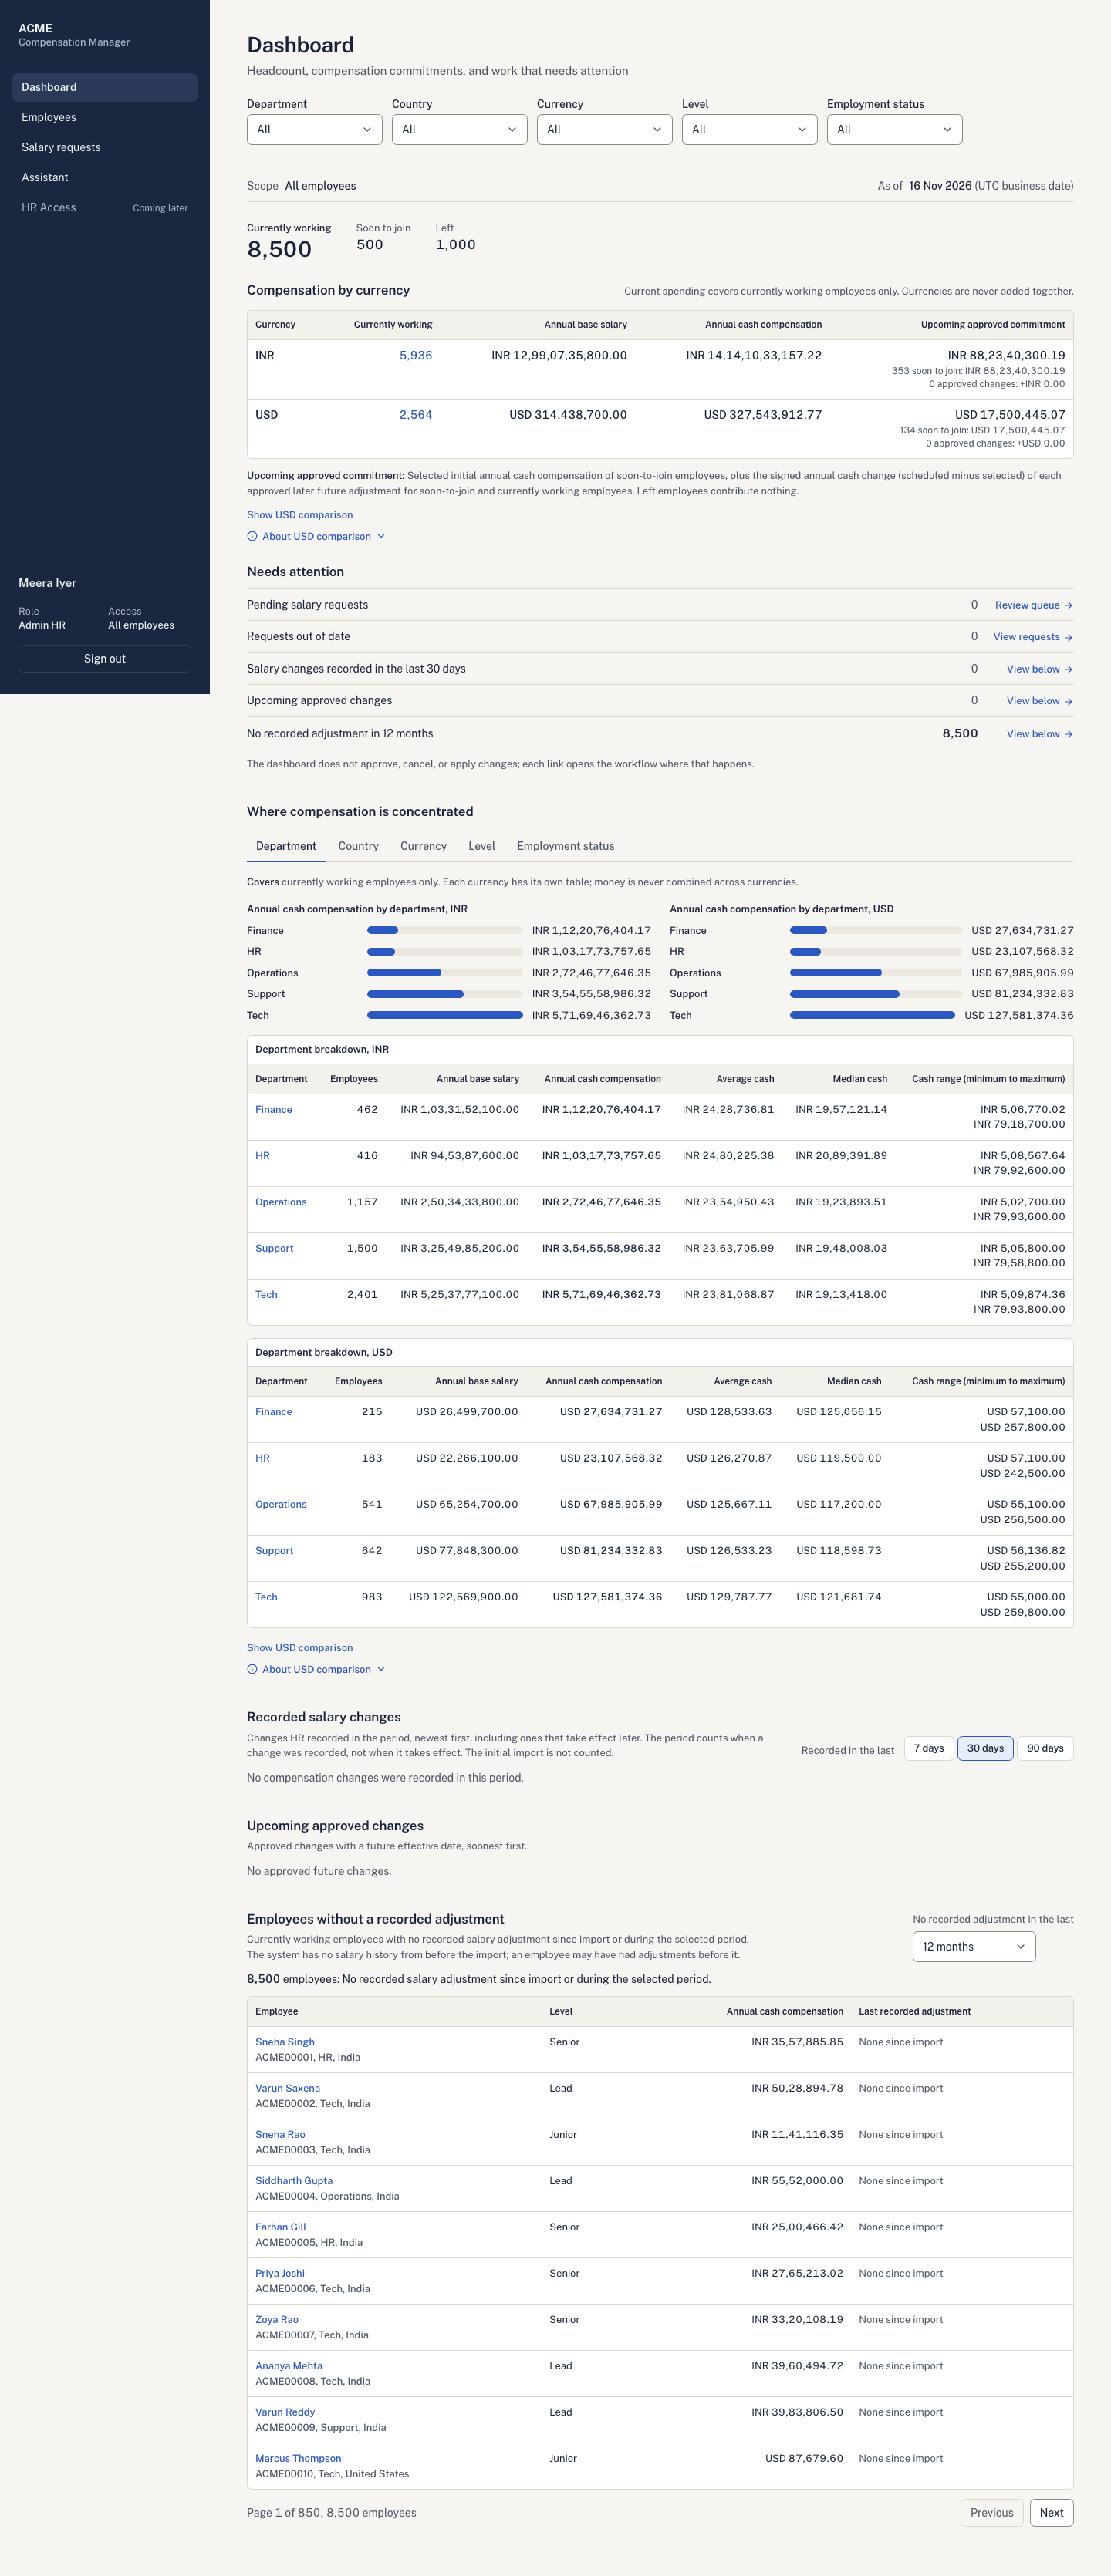 ACME
Compensation Manager
Dashboard
Employees
Salary requests
Assistant
HR Access Coming later
Meera Iyer
Role Access
Admin HR All employees
Sign out
Dashboard
Headcount, compensation commitments, and work that needs attention
Department Country Currency Level Employment status
All All All All All
Scope All employees As of 16 Nov 2026 (UTC business date)
Currently working Soon to join Left
8,500 500 1,000
Compensation by currency Current spending covers currently working employees only. Currencies are never added together.
Currency Currently working Annual base salary Annual cash compensation Upcoming approved commitment
INR 5,936 INR 12,99,07,35,800.00 INR 14,14,10,33,157.22 INR 88,23,40,300.19
353 soon to join: INR 88,23,40,300.19
0 approved changes: +INR 0.00
USD 2,564 USD 314,438,700.00 USD 327,543,912.77 USD 17,500,445.07
134 soon to join: USD 17,500,445.07
0 approved changes: +USD 0.00
Upcoming approved commitment: Selected initial annual cash compensation of soon-to-join employees, plus the signed annual cash change (scheduled minus selected) of each
approved later future adjustment for soon-to-join and currently working employees. Left employees contribute nothing.
Show USD comparison
About USD comparison
Needs attention
Pending salary requests 0 Review queue →
Requests out of date 0 View requests →
Salary changes recorded in the last 30 days 0 View below →
Upcoming approved changes 0 View below →
No recorded adjustment in 12 months 8,500 View below →
The dashboard does not approve, cancel, or apply changes; each link opens the workflow where that happens.
Where compensation is concentrated
Department Country Currency Level Employment status
Covers currently working employees only. Each currency has its own table; money is never combined across currencies.
Annual cash compensation by department, INR Annual cash compensation by department, USD
Finance INR 1,12,20,76,404.17 Finance USD 27,634,731.27
HR INR 1,03,17,73,757.65 HR USD 23,107,568.32
Operations INR 2,72,46,77,646.35 Operations USD 67,985,905.99
Support INR 3,54,55,58,986.32 Support USD 81,234,332.83
Tech INR 5,71,69,46,362.73 Tech USD 127,581,374.36
Department breakdown, INR
Department Employees Annual base salary Annual cash compensation Average cash Median cash Cash range (minimum to maximum)
Finance 462 INR 1,03,31,52,100.00 INR 1,12,20,76,404.17 INR 24,28,736.81 INR 19,57,121.14 INR 5,06,770.02
INR 79,18,700.00
HR 416 INR 94,53,87,600.00 INR 1,03,17,73,757.65 INR 24,80,225.38 INR 20,89,391.89 INR 5,08,567.64
INR 79,92,600.00
Operations 1,157 INR 2,50,34,33,800.00 INR 2,72,46,77,646.35 INR 23,54,950.43 INR 19,23,893.51 INR 5,02,700.00
INR 79,93,600.00
Support 1,500 INR 3,25,49,85,200.00 INR 3,54,55,58,986.32 INR 23,63,705.99 INR 19,48,008.03 INR 5,05,800.00
INR 79,58,800.00
Tech 2,401 INR 5,25,37,77,100.00 INR 5,71,69,46,362.73 INR 23,81,068.87 INR 19,13,418.00 INR 5,09,874.36
INR 79,93,800.00
Department breakdown, USD
Department Employees Annual base salary Annual cash compensation Average cash Median cash Cash range (minimum to maximum)
Finance 215 USD 26,499,700.00 USD 27,634,731.27 USD 128,533.63 USD 125,056.15 USD 57,100.00
USD 257,800.00
HR 183 USD 22,266,100.00 USD 23,107,568.32 USD 126,270.87 USD 119,500.00 USD 57,100.00
USD 242,500.00
Operations 541 USD 65,254,700.00 USD 67,985,905.99 USD 125,667.11 USD 117,200.00 USD 55,100.00
USD 256,500.00
Support 642 USD 77,848,300.00 USD 81,234,332.83 USD 126,533.23 USD 118,598.73 USD 56,136.82
USD 255,200.00
Tech 983 USD 122,569,900.00 USD 127,581,374.36 USD 129,787.77 USD 121,681.74 USD 55,000.00
USD 259,800.00
Show USD comparison
About USD comparison
Recorded salary changes
Changes HR recorded in the period, newest first, including ones that take effect later. The period counts when a
change was recorded, not when it takes effect. The initial import is not counted.
Recorded in the last 7 days 30 days 90 days
No compensation changes were recorded in this period.
Upcoming approved changes
Approved changes with a future effective date, soonest first.
No approved future changes.
Employees without a recorded adjustment
Currently working employees with no recorded salary adjustment since import or during the selected period.
The system has no salary history from before the import; an employee may have had adjustments before it.
No recorded adjustment in the last
12 months
8,500 employees: No recorded salary adjustment since import or during the selected period.
Employee Level Annual cash compensation Last recorded adjustment
Sneha Singh Senior INR 35,57,885.85 None since import
ACME00001, HR, India
Varun Saxena Lead INR 50,28,894.78 None since import
ACME00002, Tech, India
Sneha Rao Junior INR 11,41,116.35 None since import
ACME00003, Tech, India
Siddharth Gupta Lead INR 55,52,000.00 None since import
ACME00004, Operations, India
Farhan Gill Senior INR 25,00,466.42 None since import
ACME00005, HR, India
Priya Joshi Senior INR 27,65,213.02 None since import
ACME00006, Tech, India
Zoya Rao Senior INR 33,20,108.19 None since import
ACME00007, Tech, India
Ananya Mehta Lead INR 39,60,494.72 None since import
ACME00008, Tech, India
Varun Reddy Lead INR 39,83,806.50 None since import
ACME00009, Support, India
Marcus Thompson Junior USD 87,679.60 None since import
ACME00010, Tech, United States
Page 1 of 850, 8,500 employees Previous Next